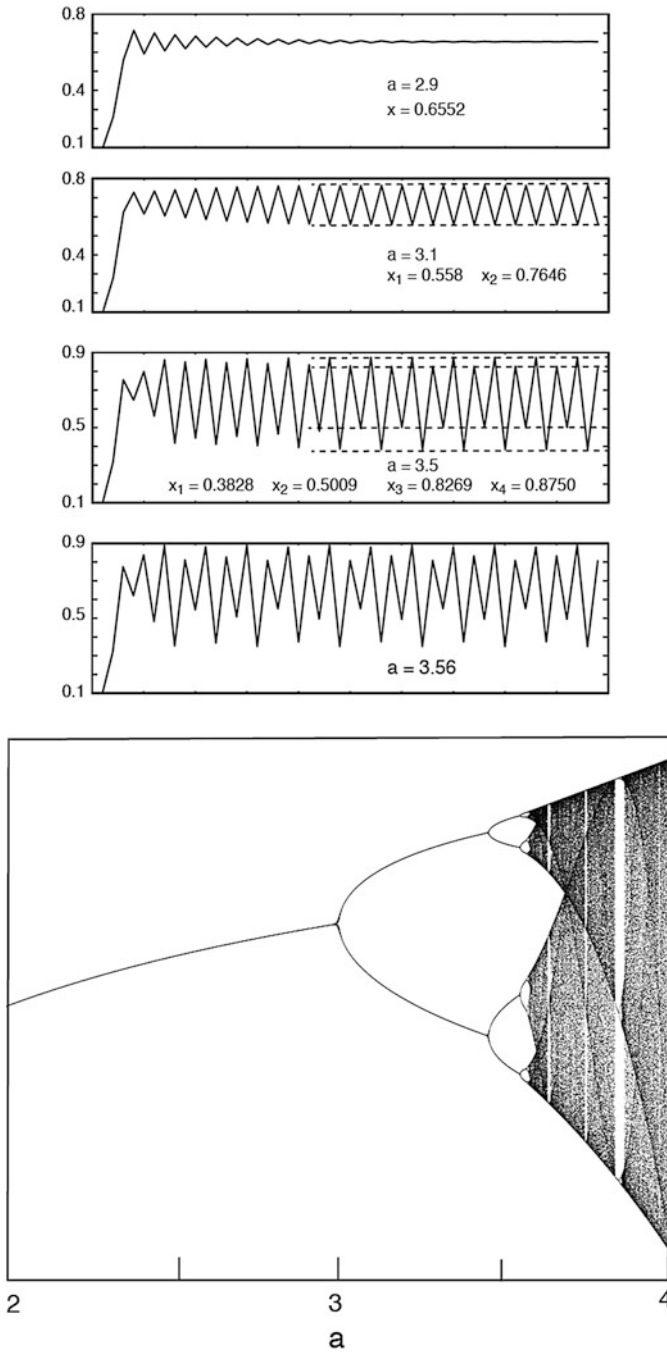 0.8
0.4
0.1
a = 2.9
x = 0.6552
0.8
0.4
0.1
a = 3.1
x₁ = 0.558 x₂ = 0.7646
0.9
0.5
0.1
a = 3.5
x₁ = 0.3828 x₂ = 0.5009 x₃ = 0.8269 x₄ = 0.8750
0.9
0.5
0.1
a = 3.56
2 3 4
a